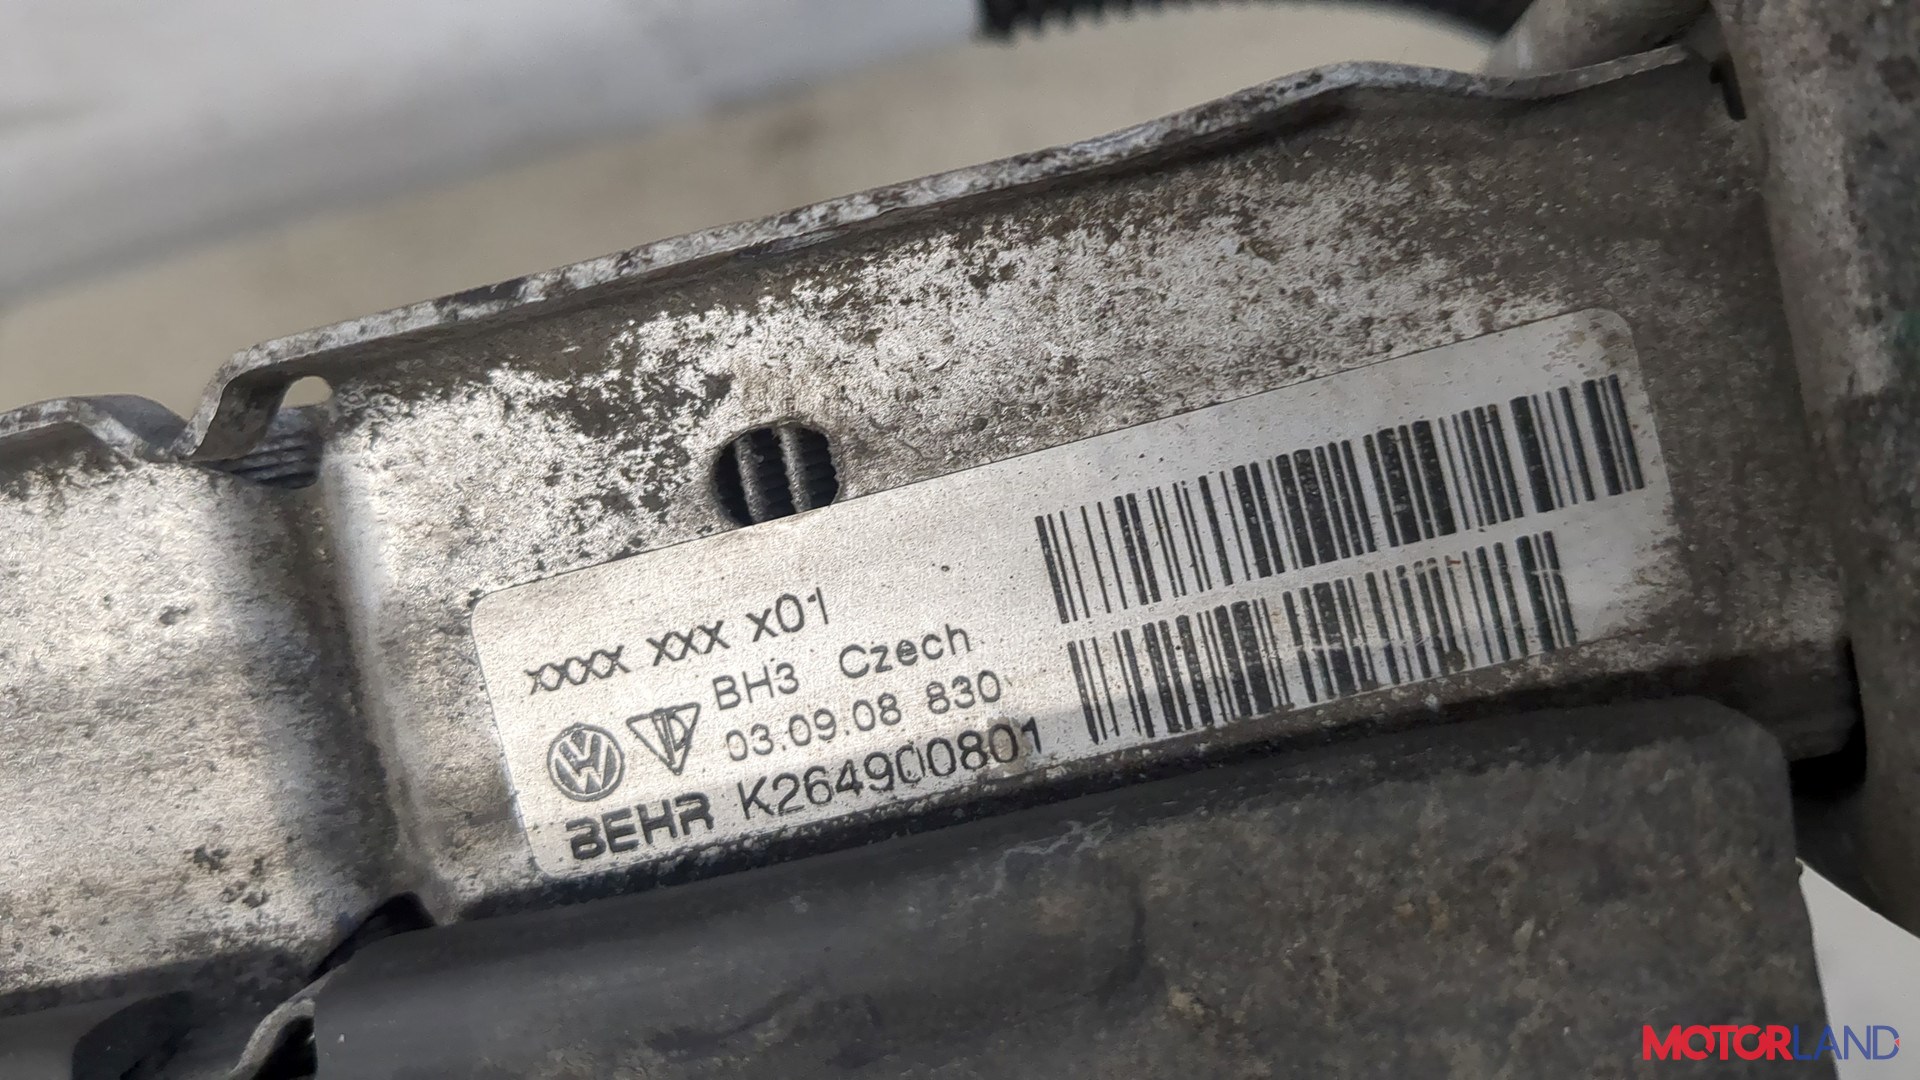 xxxx xxx x01
BH3 Czech
03.09.08 830
BEHR K264900801
MOTORLAND